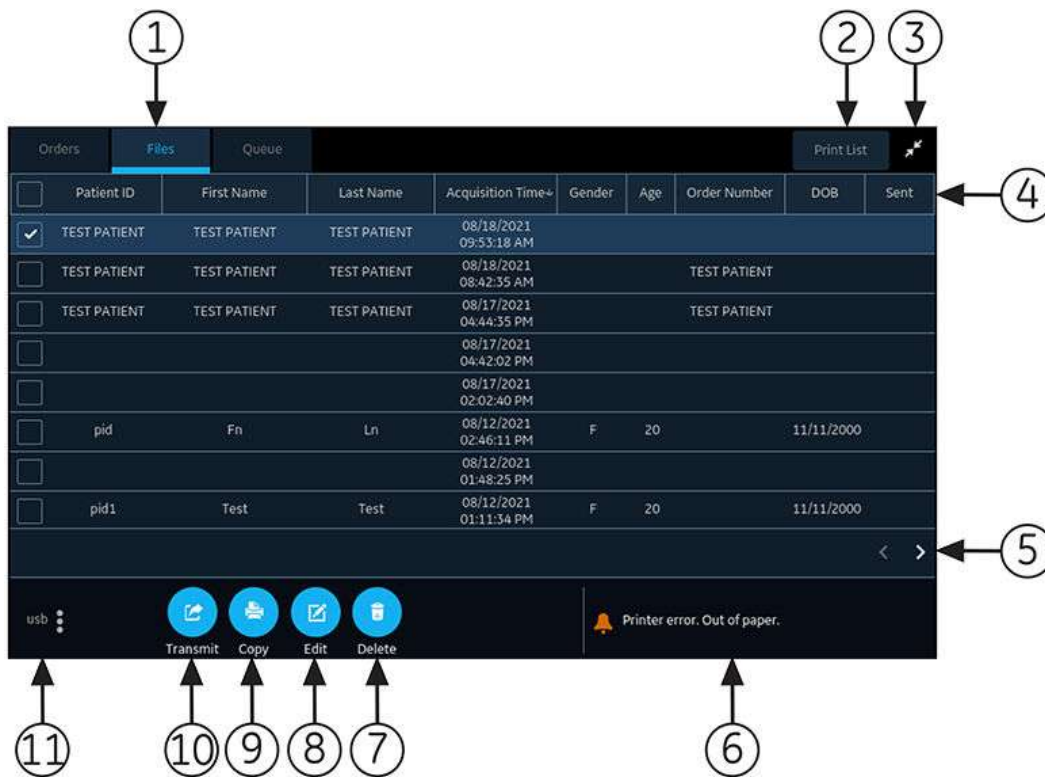 1 2 3
Orders Files Queue Print List
Patient ID First Name Last Name Acquisition Time↓ Gender Age Order Number DOB Sent
4
TEST PATIENT TEST PATIENT TEST PATIENT 08/18/2021
09:53:18 AM
TEST PATIENT TEST PATIENT TEST PATIENT 08/18/2021 TEST PATIENT
08:42:35 AM
TEST PATIENT TEST PATIENT TEST PATIENT 08/17/2021 TEST PATIENT
04:44:35 PM
08/17/2021
04:42:02 PM
08/17/2021
02:02:40 PM
pid Fn Ln 08/12/2021 F 20 11/11/2000
02:46:11 PM
08/12/2021
01:48:25 PM
pid1 Test Test 08/12/2021 F 20 11/11/2000
01:11:34 PM
5
usb Printer error. Out of paper.
Transmit Copy Edit Delete
11 10 9 8 7 6